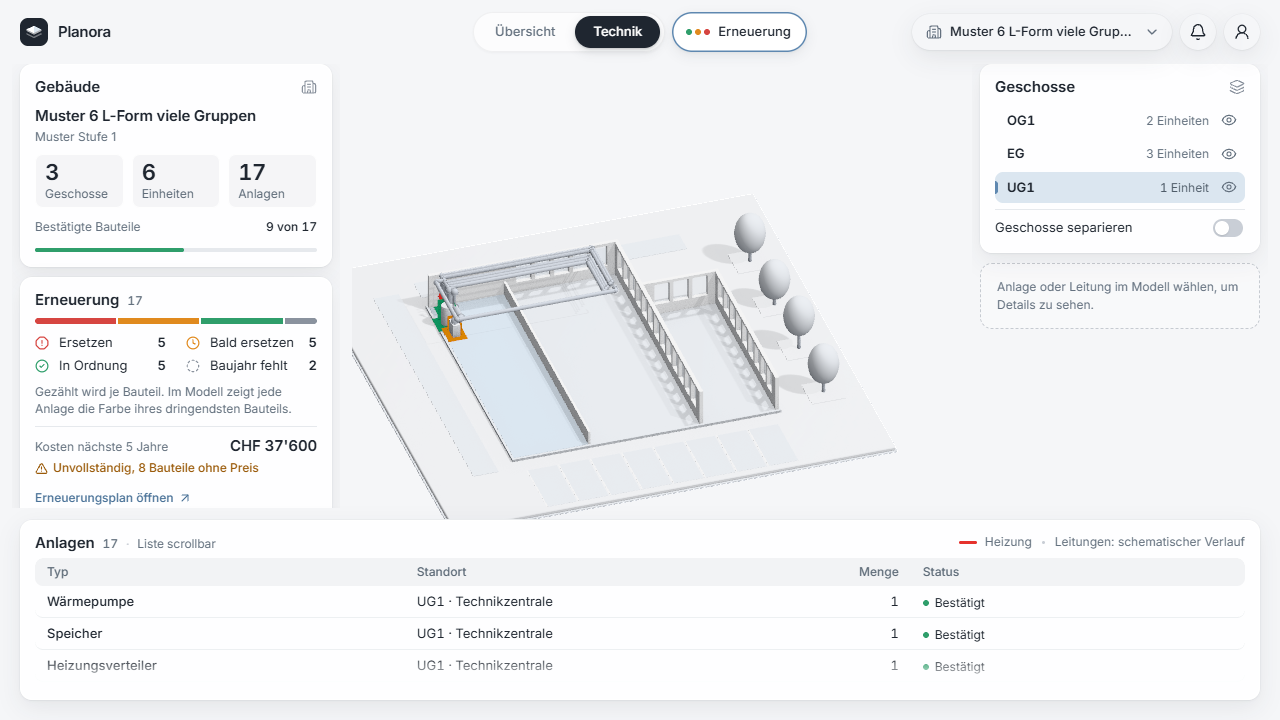 Planora
Übersicht
Technik
Erneuerung
Muster 6 L-Form viele Grup...
Gebäude
Muster 6 L-Form viele Gruppen
Muster Stufe 1
3 6 17
Geschosse Einheiten Anlagen
Bestätigte Bauteile 9 von 17
Erneuerung 17
Ersetzen 5 Bald ersetzen 5
In Ordnung 5 Baujahr fehlt 2
Gezählt wird je Bauteil. Im Modell zeigt jede
Anlage die Farbe ihres dringendsten Bauteils.
Kosten nächste 5 Jahre CHF 37'600
Unvollständig, 8 Bauteile ohne Preis
Erneuerungsplan öffnen
Geschosse
OG1 2 Einheiten
EG 3 Einheiten
UG1 1 Einheit
Geschosse separieren
Anlage oder Leitung im Modell wählen, um
Details zu sehen.
Anlagen 17 · Liste scrollbar
Heizung · Leitungen: schematischer Verlauf
Typ Standort Menge Status
Wärmepumpe UG1 · Technikzentrale 1 Bestätigt
Speicher UG1 · Technikzentrale 1 Bestätigt
Heizungsverteiler UG1 · Technikzentrale 1 Bestätigt